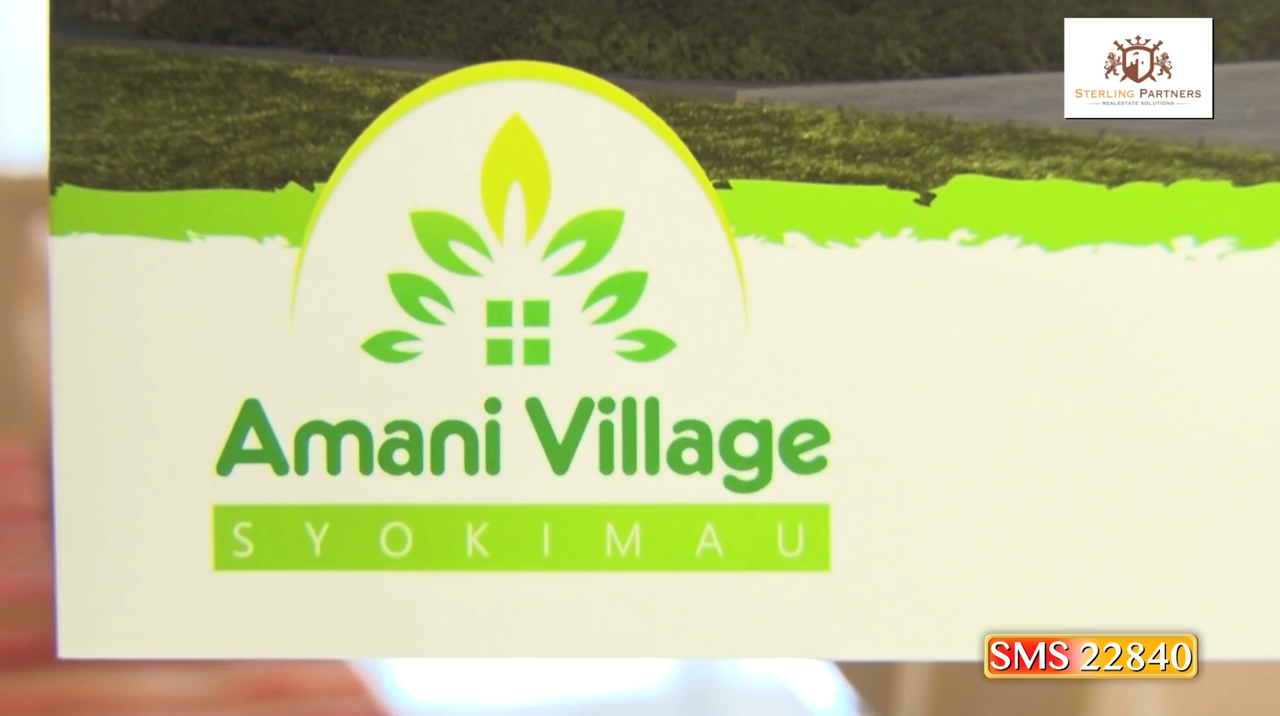 STERLING PARTNERS
REALESTATE SOLUTIONS
Amani Village
SYOKIMAU
SMS 22840